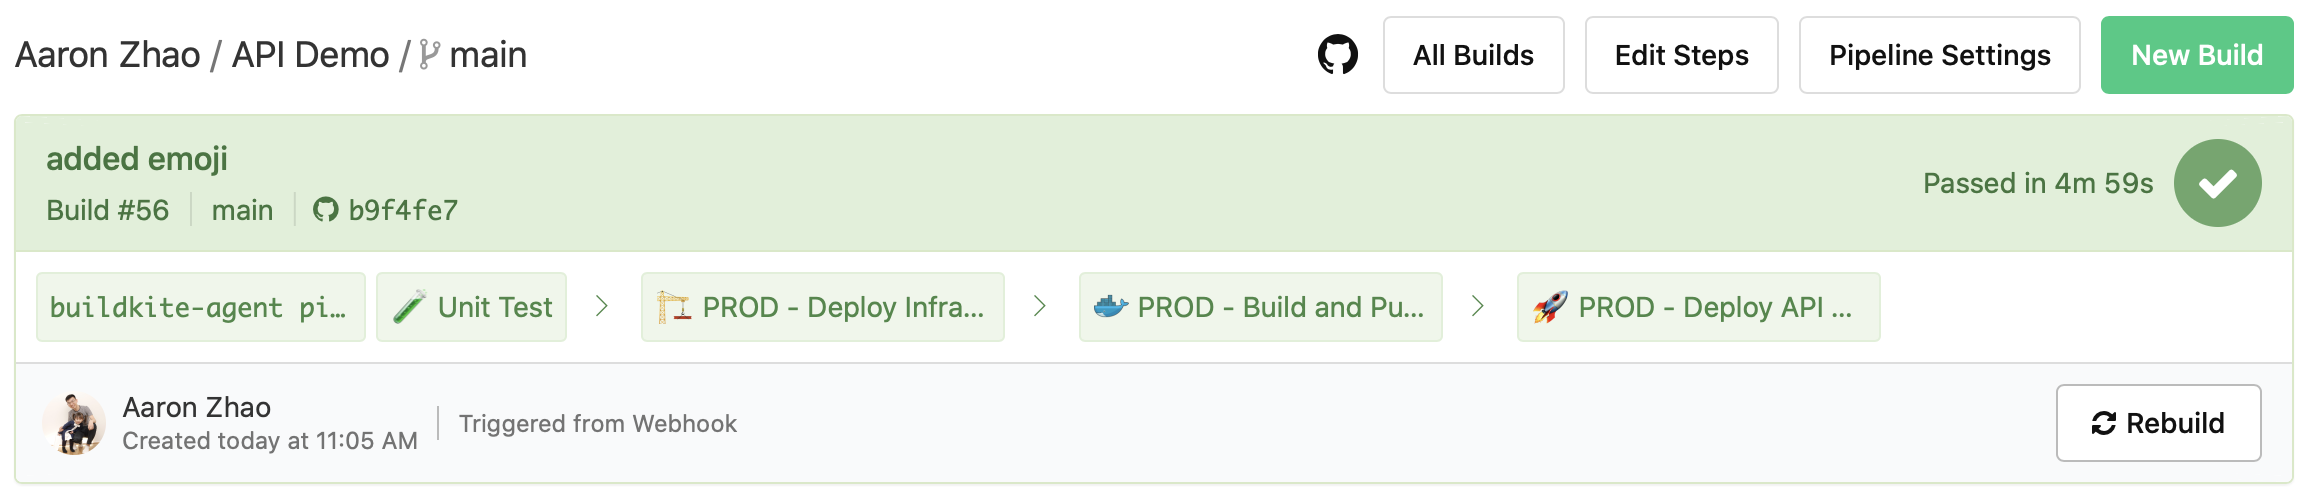 Aaron Zhao / API Demo / main
All Builds
Edit Steps
Pipeline Settings
New Build
added emoji
Build #56
main
b9f4fe7
Passed in 4m 59s
buildkite-agent pi…
Unit Test
PROD - Deploy Infra...
PROD - Build and Pu...
PROD - Deploy API ...
Aaron Zhao
Created today at 11:05 AM
Triggered from Webhook
Rebuild